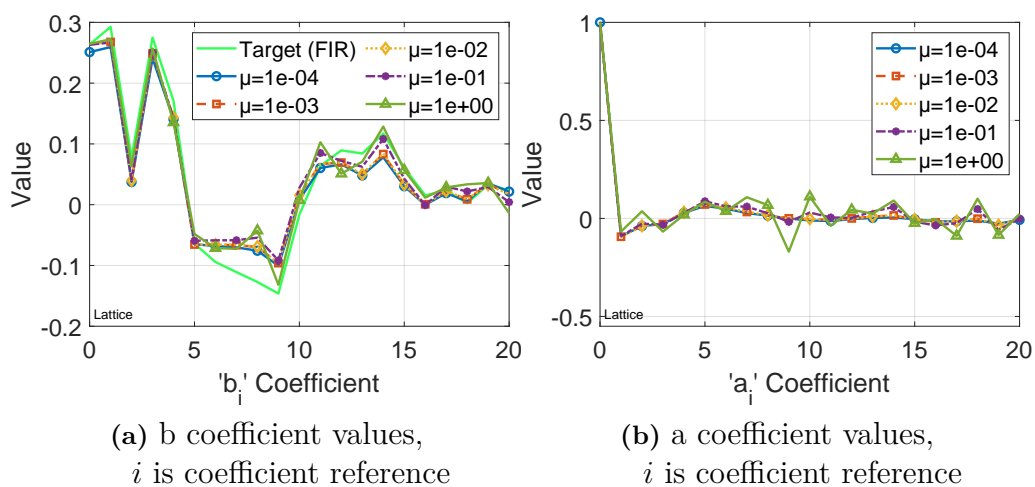 0.3
0.2
0.1
0
-0.1
-0.2
Value
Target (FIR)
μ=1e-04
μ=1e-03
μ=1e-02
μ=1e-01
μ=1e+00
Lattice
0 5 10 15 20
'b_i' Coefficient
1
0.5
0
-0.5
Value
μ=1e-04
μ=1e-03
μ=1e-02
μ=1e-01
μ=1e+00
Lattice
0 5 10 15 20
'a_i' Coefficient
(a) b coefficient values,
i is coefficient reference
(b) a coefficient values,
i is coefficient reference